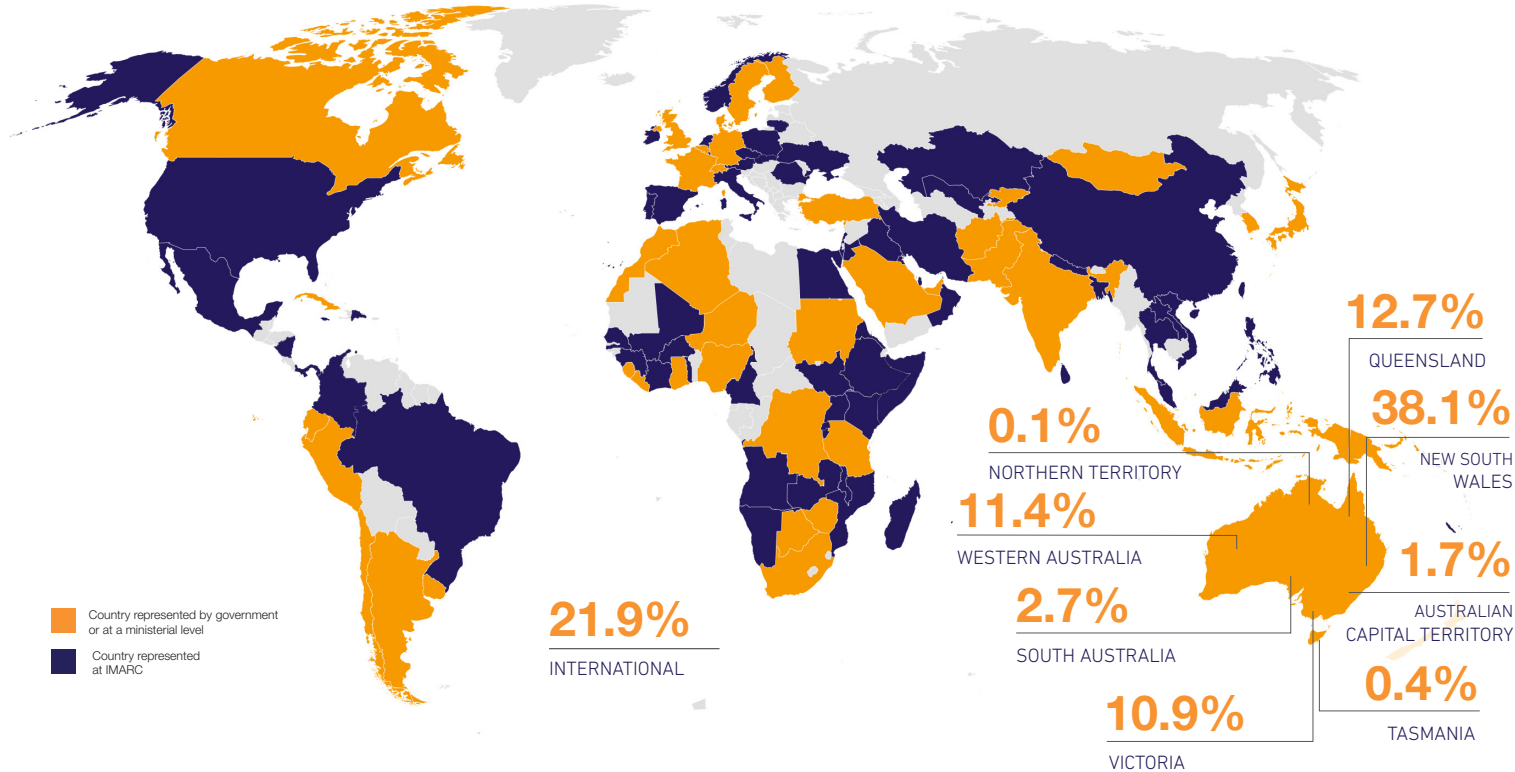 12.7%
QUEENSLAND
38.1%
NEW SOUTH
WALES
0.1%
NORTHERN TERRITORY
11.4%
WESTERN AUSTRALIA
1.7%
AUSTRALIAN
CAPITAL TERRITORY
2.7%
SOUTH AUSTRALIA
21.9%
INTERNATIONAL
Country represented by government
or at a ministerial level
Country represented
at IMARC
0.4%
TASMANIA
10.9%
VICTORIA